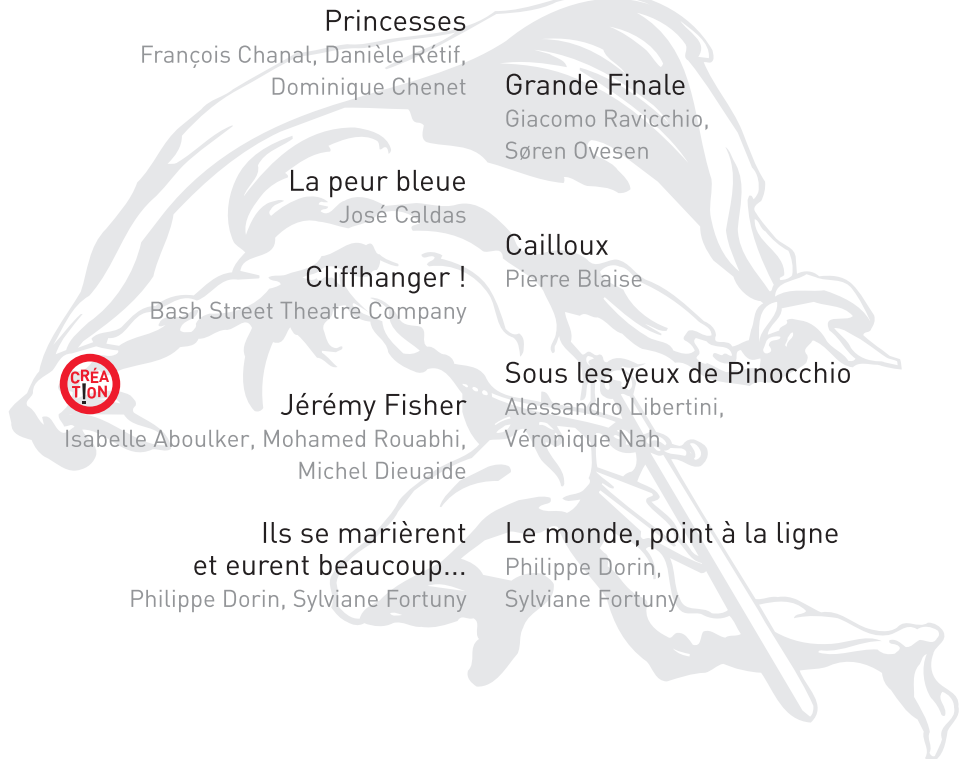 Princesses
François Chanal, Danièle Rétif,
Dominique Chenet
La peur bleue
José Caldas
Cliffhanger !
Bash Street Theatre Company
CRÉA
T!ON
Jérémy Fisher
Isabelle Aboulker, Mohamed Rouabhi,
Michel Dieuaide
Ils se marièrent
et eurent beaucoup...
Philippe Dorin, Sylviane Fortuny
Grande Finale
Giacomo Ravicchio,
Søren Ovesen
Cailloux
Pierre Blaise
Sous les yeux de Pinocchio
Alessandro Libertini,
Véronique Nah
Le monde, point à la ligne
Philippe Dorin,
Sylviane Fortuny